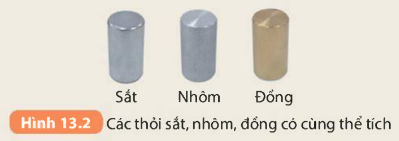 Sắt Nhôm Đồng
Hình 13.2 Các thỏi sắt, nhôm, đồng có cùng thể tích